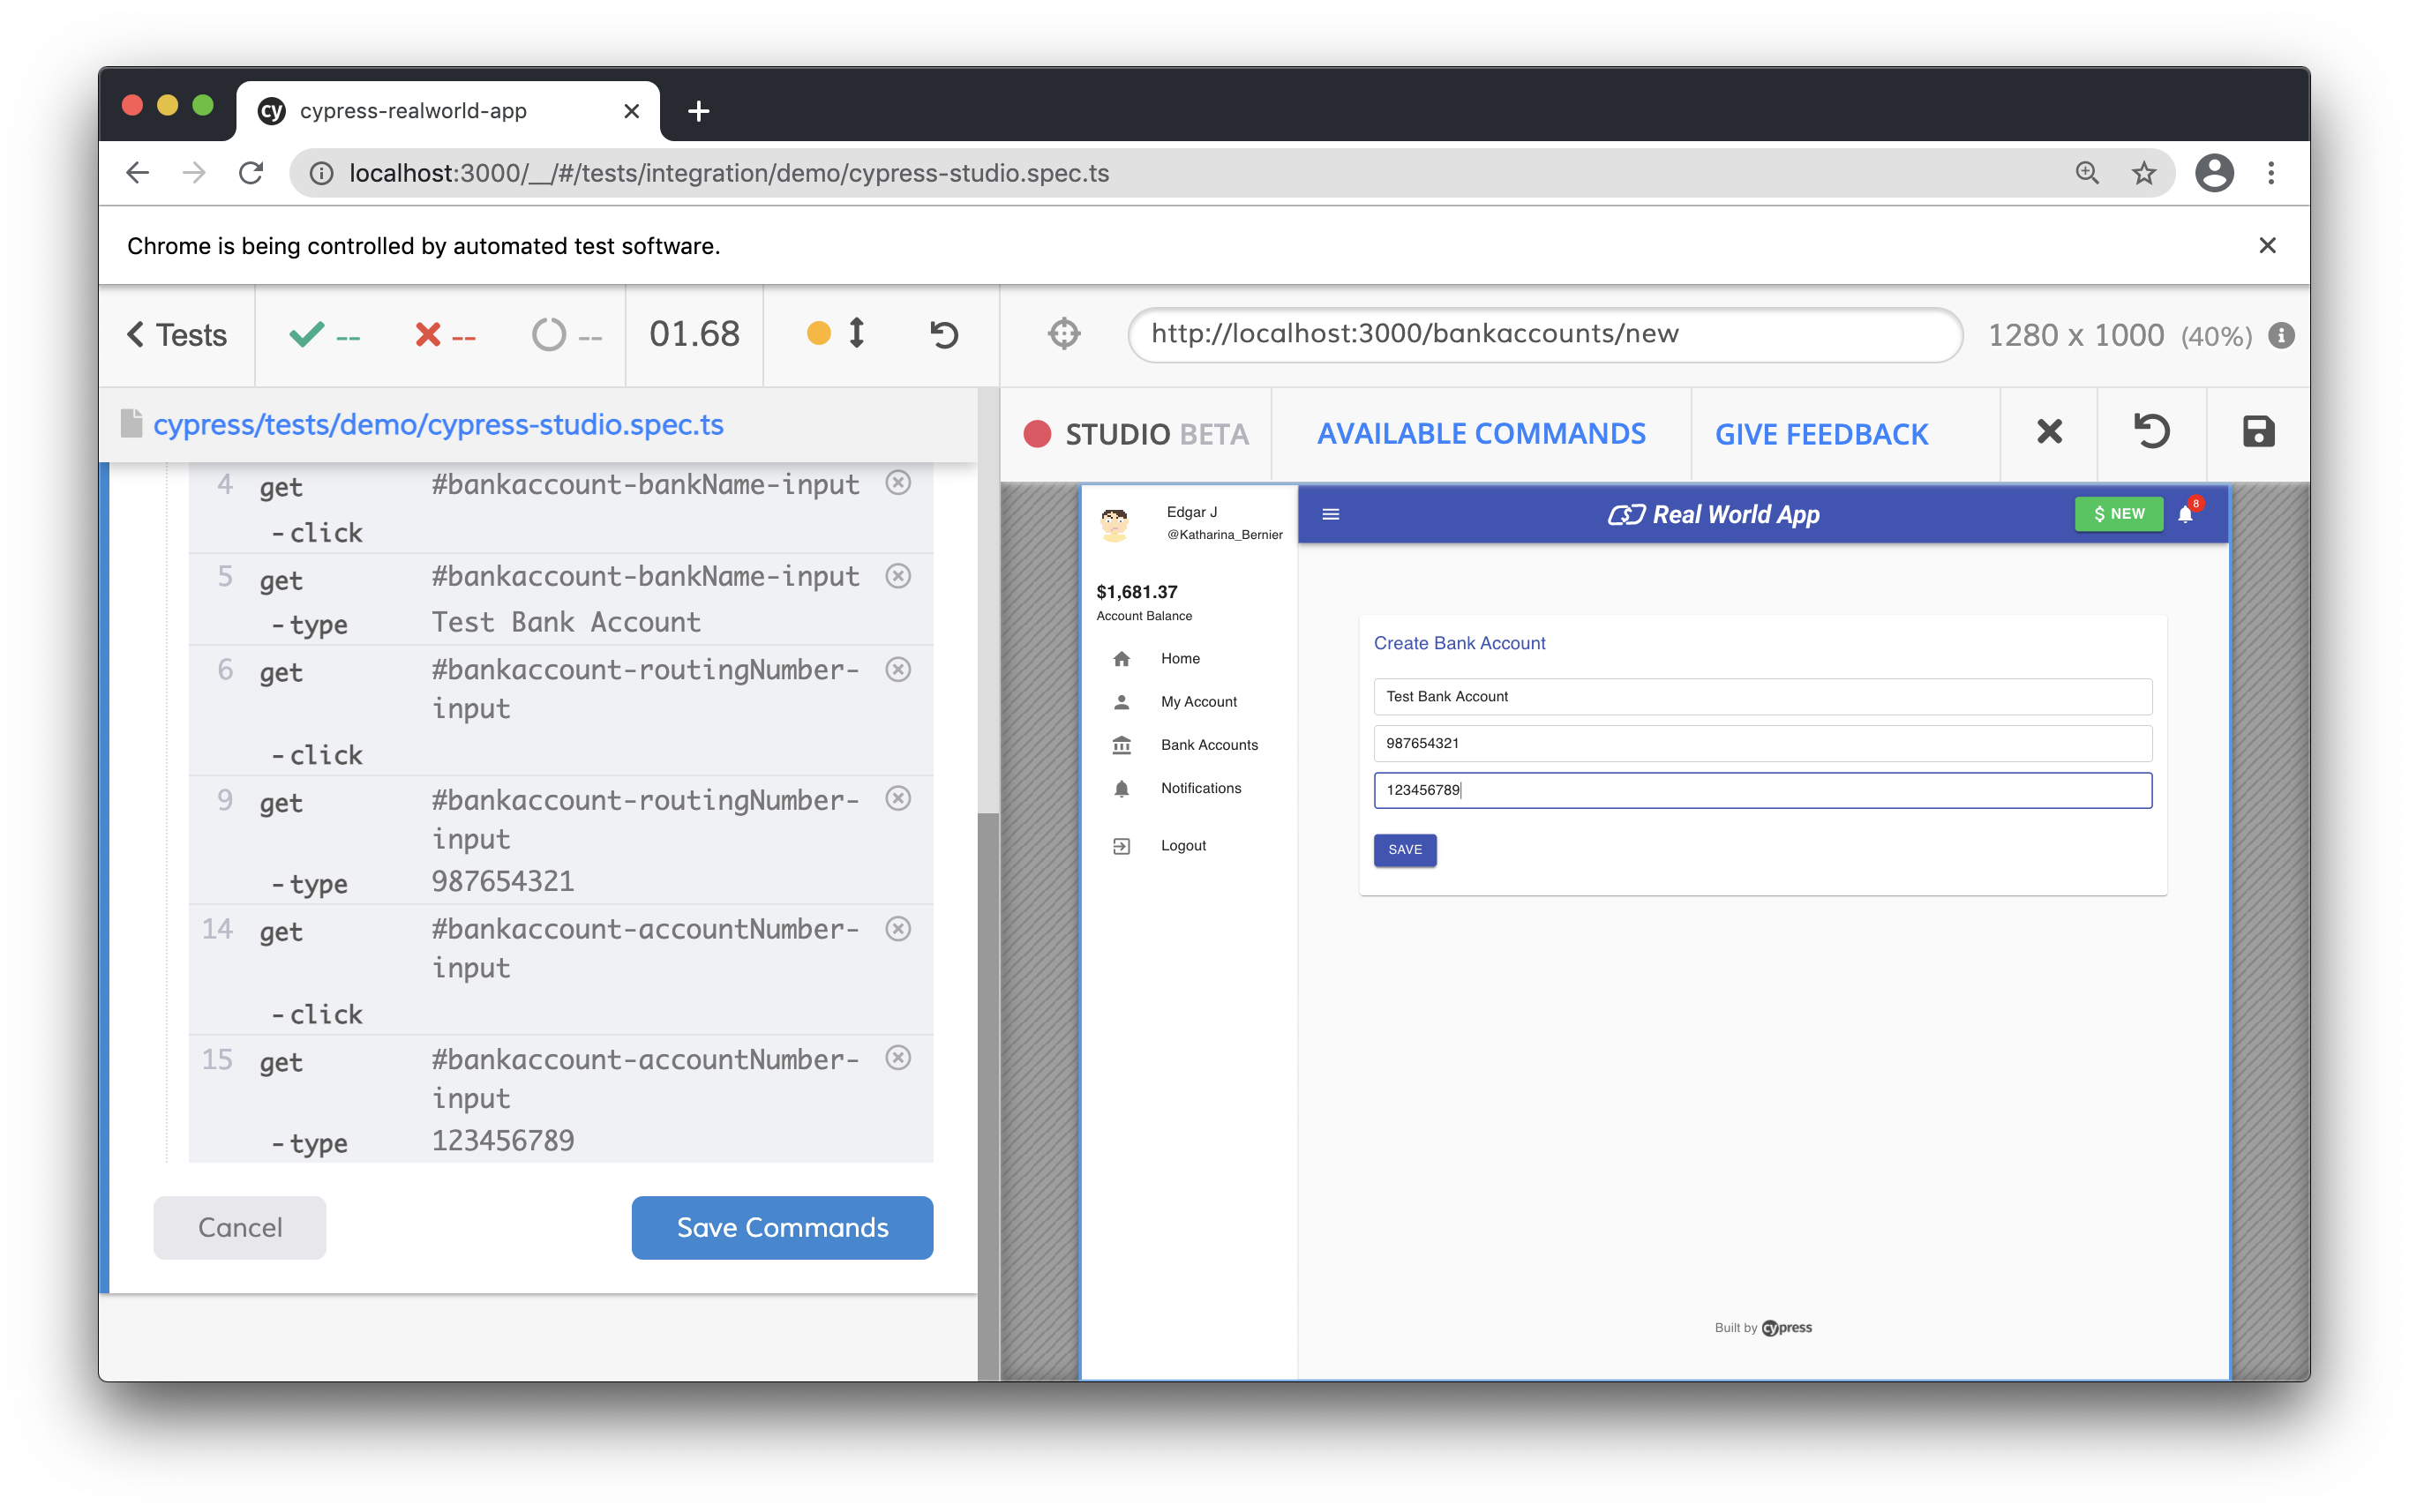 cypress-realworld-app
localhost:3000/__/#/tests/integration/demo/cypress-studio.spec.ts
Chrome is being controlled by automated test software.
Tests -- -- -- 01.68
http://localhost:3000/bankaccounts/new 1280 x 1000 (40%)
cypress/tests/demo/cypress-studio.spec.ts
STUDIO BETA AVAILABLE COMMANDS GIVE FEEDBACK
4 get #bankaccount-bankName-input
-click
5 get #bankaccount-bankName-input
-type Test Bank Account
6 get #bankaccount-routingNumber-
input
-click
9 get #bankaccount-routingNumber-
input
-type 987654321
14 get #bankaccount-accountNumber-
input
-click
15 get #bankaccount-accountNumber-
input
-type 123456789
Cancel Save Commands
Edgar J
@Katharina_Bernier
$1,681.37
Account Balance
Home
My Account
Bank Accounts
Notifications
Logout
Real World App $ NEW 8
Create Bank Account
Test Bank Account
987654321
123456789
SAVE
Built by cypress